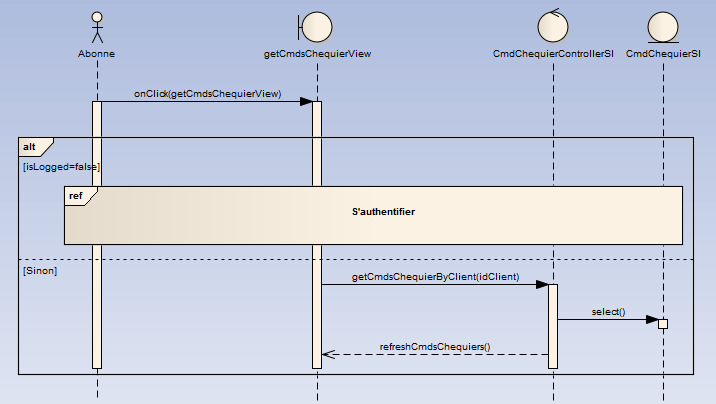 Abonne
getCmdsChequierView
CmdChequierControllerSI
CmdChequierSI
onClick(getCmdsChequierView)
alt
[isLogged=false]
ref
S'authentifier
[Sinon]
getCmdsChequierByClient(idClient)
select()
refreshCmdsChequiers()